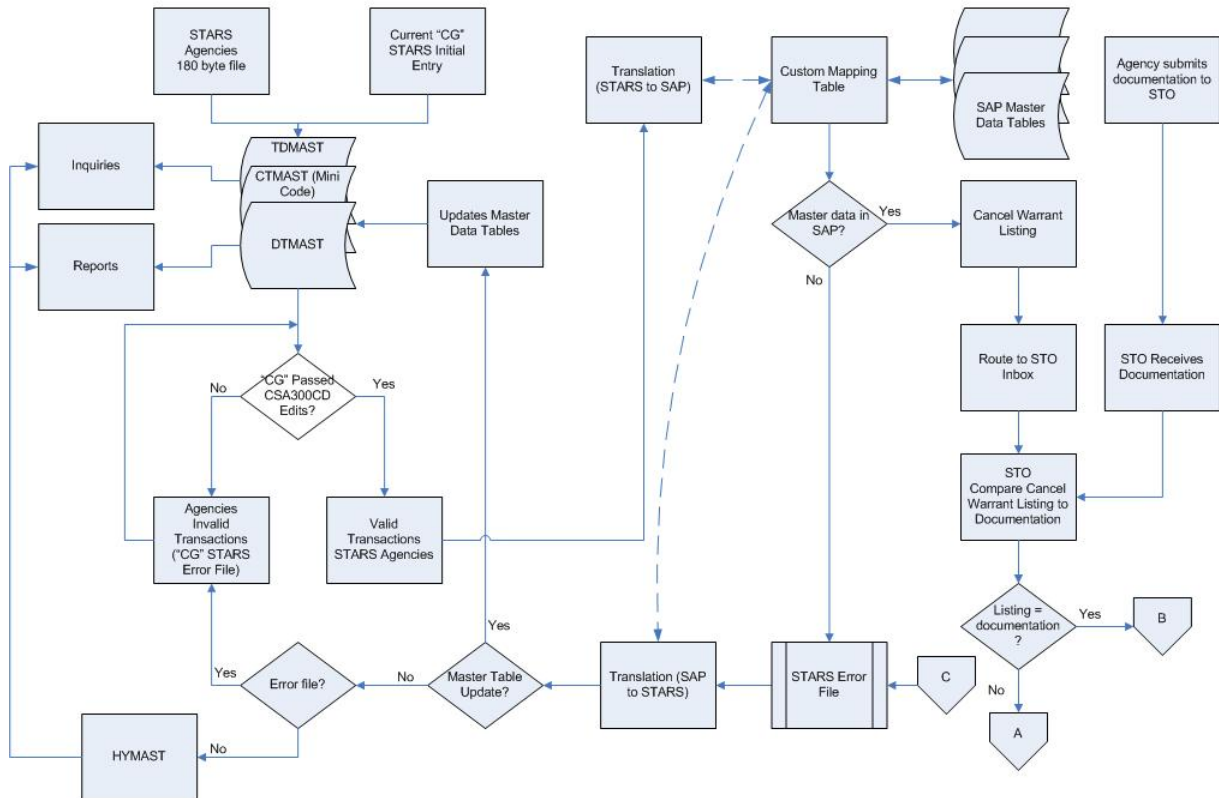 STARS
Agencies
180 byte file
Current “CG”
STARS Initial
Entry
Translation
(STARS to SAP)
Custom Mapping
Table
SAP Master
Data Tables
Agency submits
documentation to
STO
Inquiries
TDMAST
CTMAST (Mini
Code)
DTMAST
Updates Master
Data Tables
Reports
Master data in
SAP?
Yes
No
Cancel Warrant
Listing
Route to STO
Inbox
STO Receives
Documentation
“CG” Passed
CSA300CD
Edits?
No
Yes
Agencies
Invalid
Transactions
(“CG” STARS
Error File)
Valid
Transactions
STARS Agencies
STO
Compare Cancel
Warrant Listing to
Documentation
Listing =
documentation
?
Yes
B
No
A
Error file?
Yes
No
Master Table
Update?
Yes
No
Translation (SAP
to STARS)
STARS Error
File
C
HYMAST